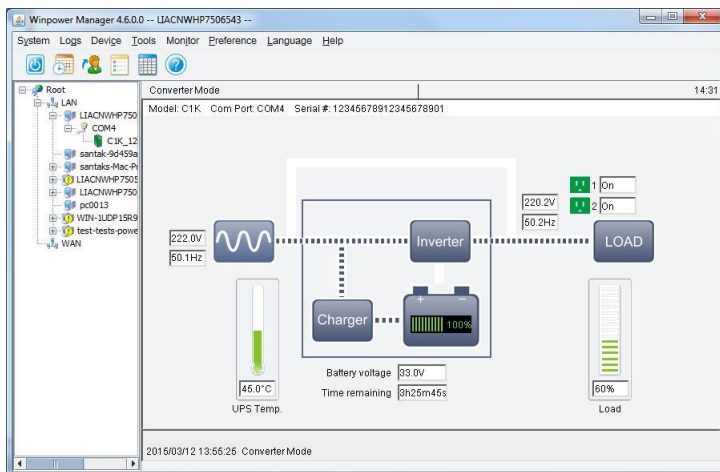 Winpower Manager 4.6.0.0 -- LIACNWHP7506543 --
System Logs Device Tools Monitor Preference Language Help
Root
LAN
LIACNWHP750
COM4
C1K_12
santak-9d459a
santaks-Mac-Pr
LIACNWHP7505
LIACNWHP750
pc0013
WIN-1UDP15R9
test-tests-powe
WAN
Converter Mode 14:31
Model: C1K Com Port: COM4 Serial #: 12345678912345678901
1 On
220.2V
2 On
50.2Hz
222.0V
50.1Hz
Inverter
LOAD
Charger
+ −
100%
Battery voltage 33.0V
Time remaining 3h25m45s
45.0°C
UPS Temp.
60%
Load
2015/03/12 13:55:25 Converter Mode